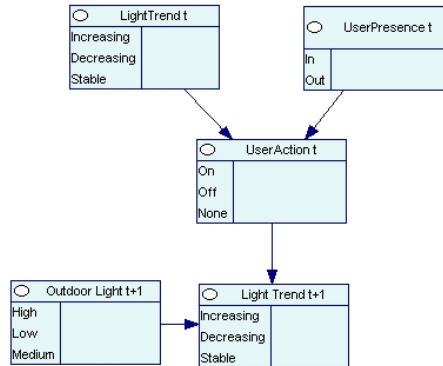 LightTrend t
Increasing
Decreasing
Stable
UserPresence t
In
Out
UserAction t
On
Off
None
Outdoor Light t+1
High
Low
Medium
Light Trend t+1
Increasing
Decreasing
Stable